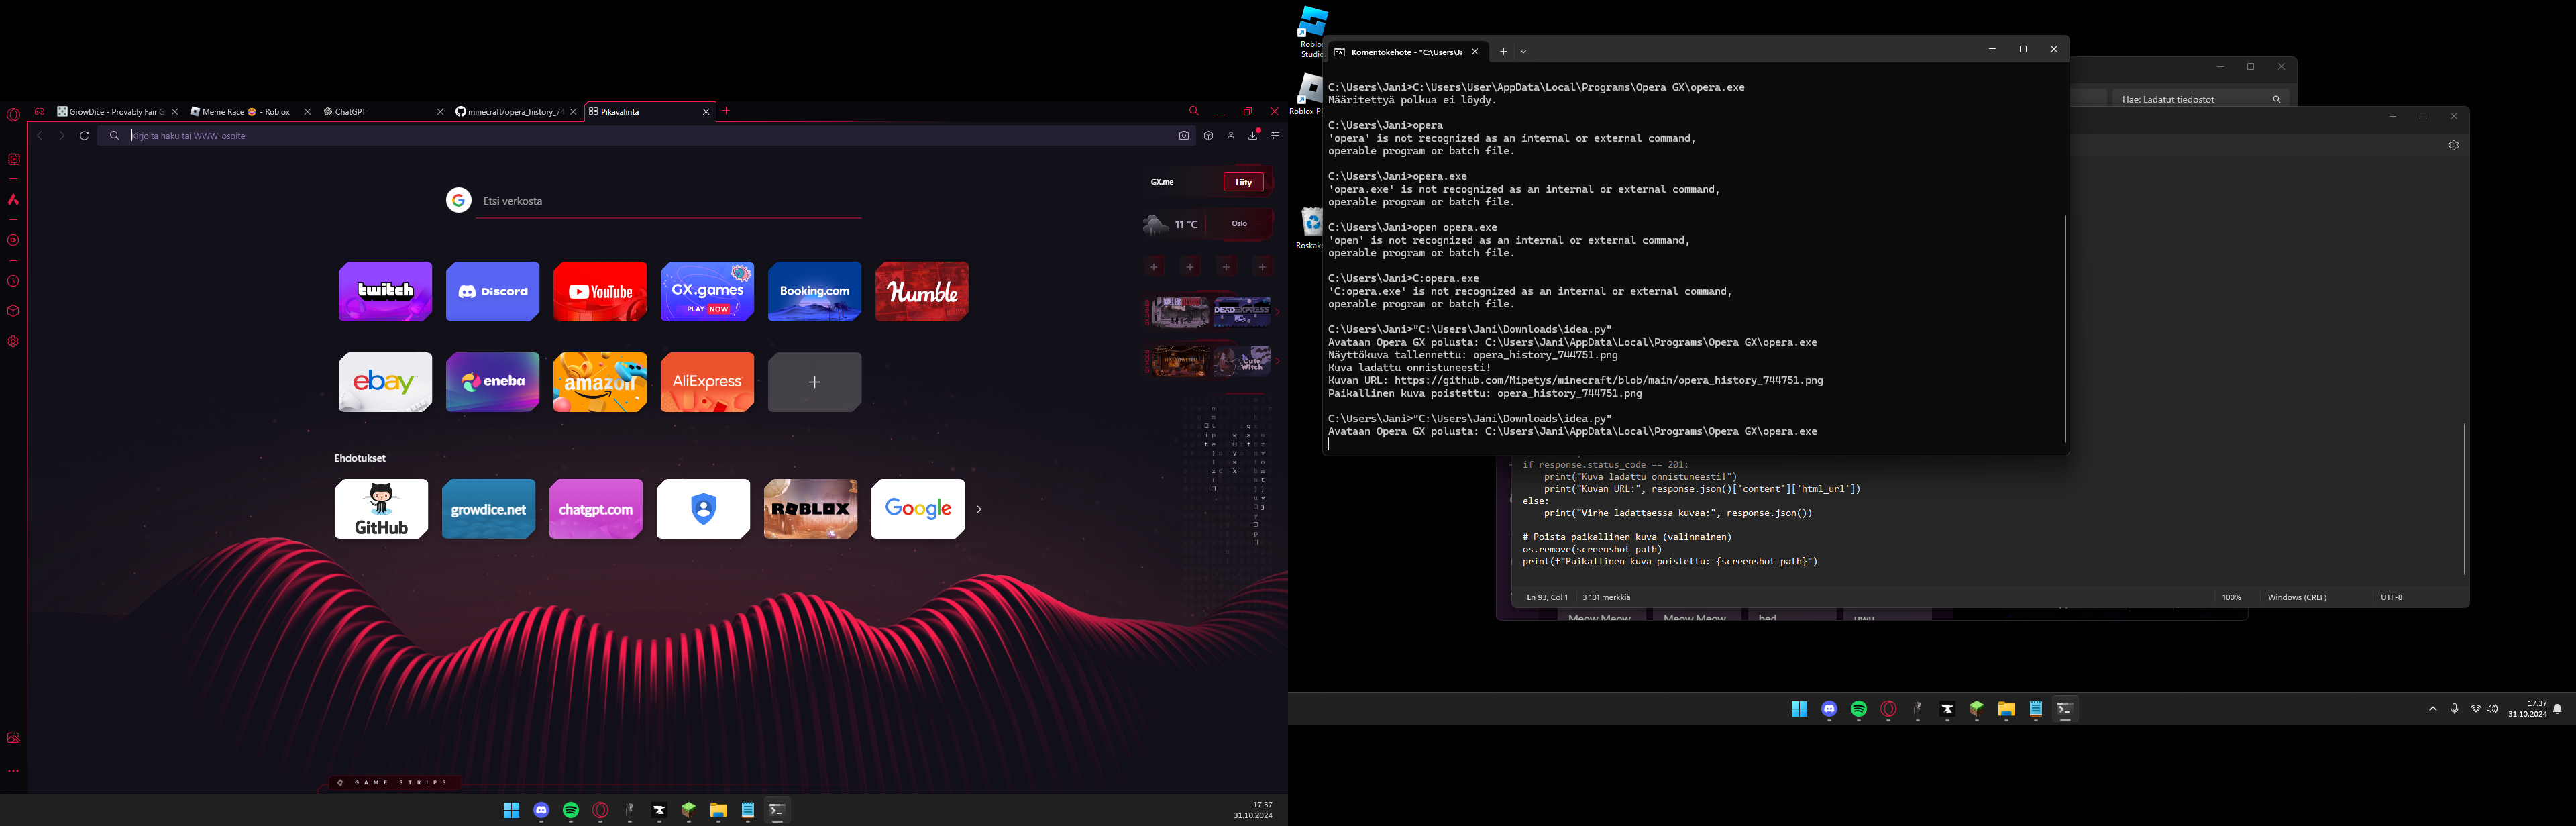 GrowDice - Provably Fair G
Meme Race 😂 - Roblox
ChatGPT
minecraft/opera_history_74
Pikavalinta
Kirjoita haku tai WWW-osoite
Etsi verkosta
GX.me
Liity
11 °C
Oslo
twitch
Discord
YouTube
GX.games
PLAY NOW
Booking.com
Humble
ebay
eneba
amazon
AliExpress
DEAD EXPRESS
Cute
Witch
Ehdotukset
GitHub
growdice.net
chatgpt.com
ROBLOX
Google
GAME STRIPS
17.37
31.10.2024
Roblox
Studio
Roblox Pl
Roskako
Komentokehote - "C:\Users\Ja
C:\Users\Jani>C:\Users\User\AppData\Local\Programs\Opera GX\opera.exe
Määritettyä polkua ei löydy.
C:\Users\Jani>opera
'opera' is not recognized as an internal or external command,
operable program or batch file.
C:\Users\Jani>opera.exe
'opera.exe' is not recognized as an internal or external command,
operable program or batch file.
C:\Users\Jani>open opera.exe
'open' is not recognized as an internal or external command,
operable program or batch file.
C:\Users\Jani>C:opera.exe
'C:opera.exe' is not recognized as an internal or external command,
operable program or batch file.
C:\Users\Jani>"C:\Users\Jani\Downloads\idea.py"
Avataan Opera GX polusta: C:\Users\Jani\AppData\Local\Programs\Opera GX\opera.exe
Näyttökuva tallennettu: opera_history_744751.png
Kuva ladattu onnistuneesti!
Kuvan URL: https://github.com/Mipetys/minecraft/blob/main/opera_history_744751.png
Paikallinen kuva poistettu: opera_history_744751.png
C:\Users\Jani>"C:\Users\Jani\Downloads\idea.py"
Avataan Opera GX polusta: C:\Users\Jani\AppData\Local\Programs\Opera GX\opera.exe
Hae: Ladatut tiedostot
if response.status_code == 201:
print("Kuva ladattu onnistuneesti!")
print("Kuvan URL:", response.json()['content']['html_url'])
else:
print("Virhe ladattaessa kuvaa:", response.json())
# Poista paikallinen kuva (valinnainen)
os.remove(screenshot_path)
print(f"Paikallinen kuva poistettu: {screenshot_path}")
Ln 93, Col 1
3 131 merkkiä
100%
Windows (CRLF)
UTF-8
Meow Meow
Meow Meow
bed
uwu
17.37
31.10.2024